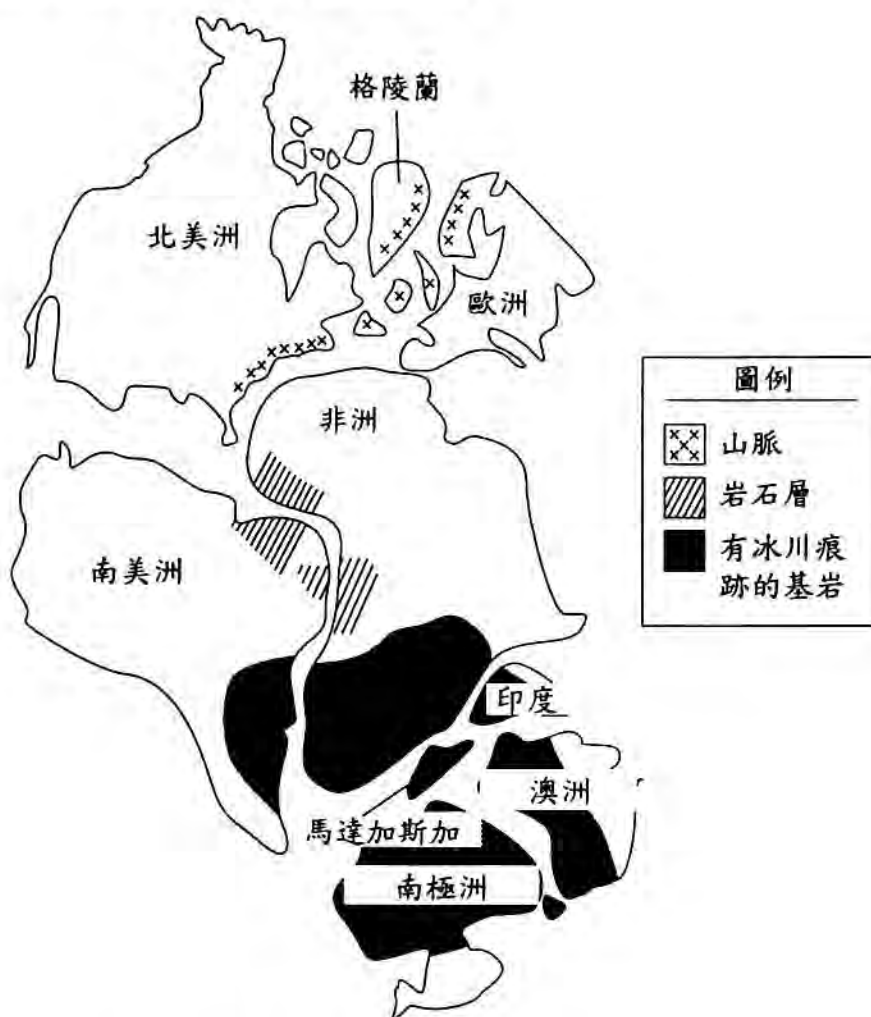 格陵蘭
北美洲
歐洲
非洲
南美洲
印度
澳洲
馬達加斯加
南極洲
圖例
山脈
岩石層
有冰川痕
跡的基岩